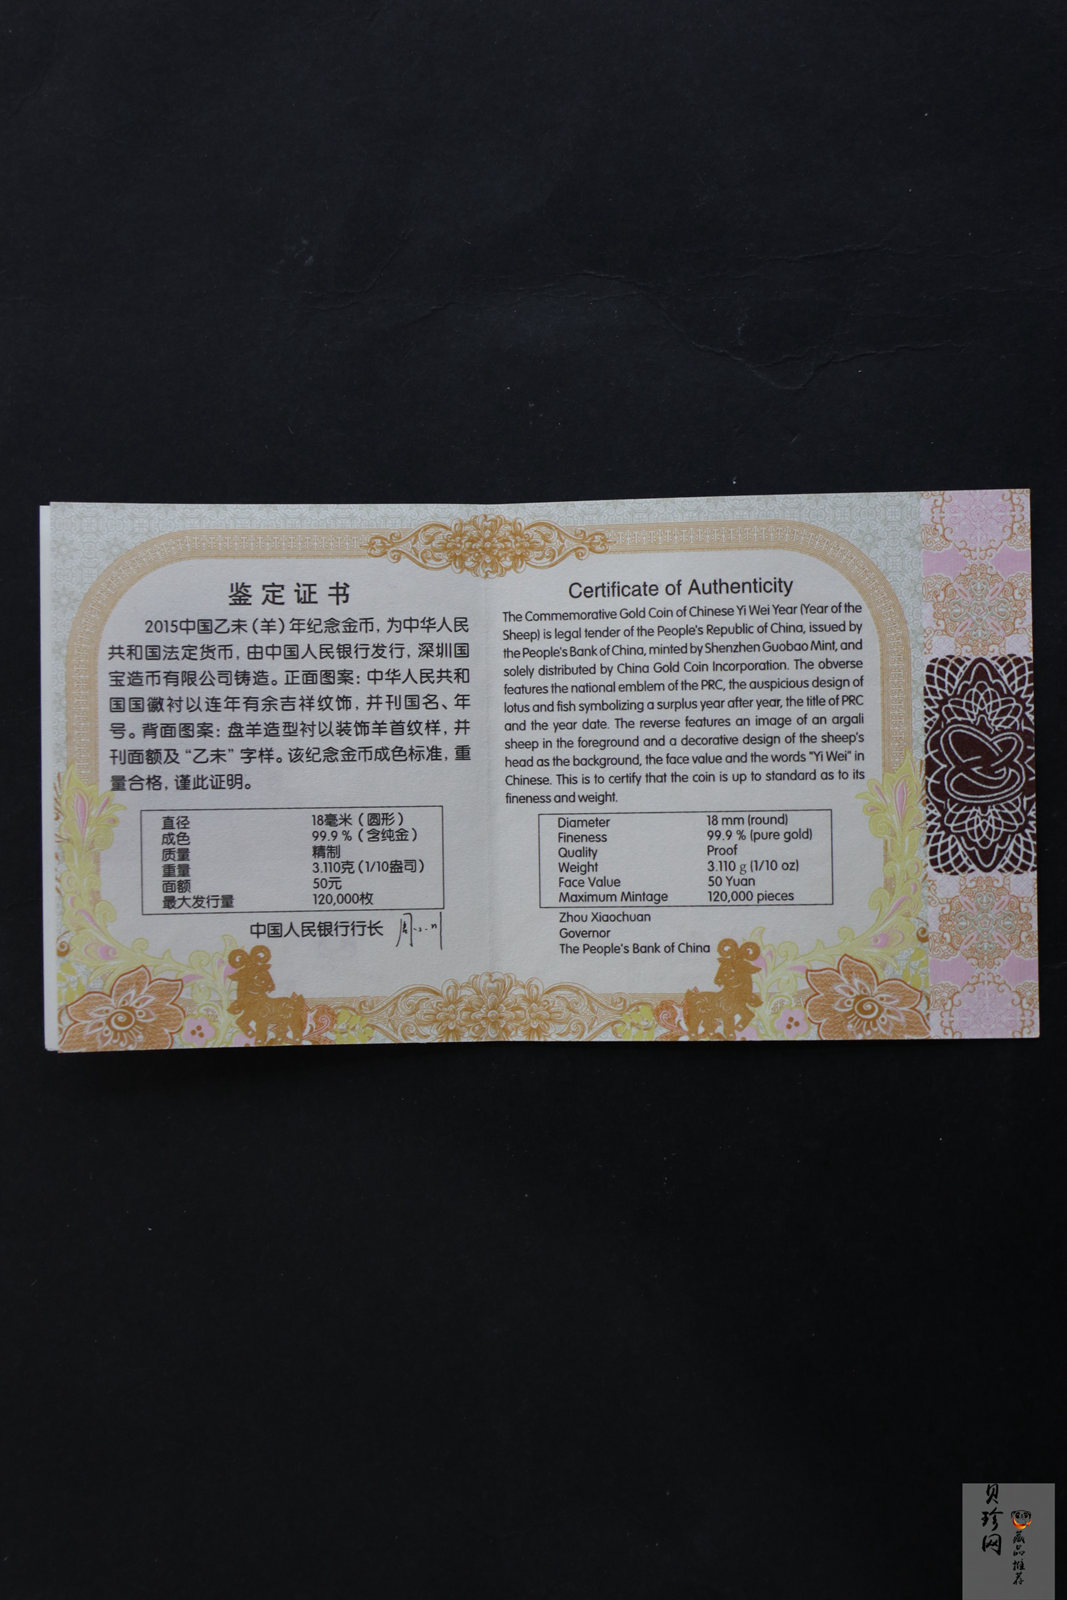 鉴定证书
2015中国乙未（羊）年纪念金币，为中华人民
共和国法定货币，由中国人民银行发行，深圳国
宝造币有限公司铸造。正面图案：中华人民共和
国国徽衬以连年有余吉祥纹饰，并刊国名、年
号。背面图案：盘羊造型衬以装饰羊首纹样，并
刊面额及“乙未”字样。该纪念金币成色标准，重
量合格，谨此证明。
直径 18毫米（圆形）
成色 99.9 %（含纯金）
质量 精制
重量 3.110克（1/10盎司）
面额 50元
最大发行量 120,000枚
中国人民银行行长
Certificate of Authenticity
The Commemorative Gold Coin of Chinese Yi Wei Year (Year of the
Sheep) is legal tender of the People's Republic of China, issued by
the People's Bank of China, minted by Shenzhen Guobao Mint, and
solely distributed by China Gold Coin Incorporation. The obverse
features the national emblem of the PRC, the auspicious design of
lotus and fish symbolizing a surplus year after year, the title of PRC
and the year date. The reverse features an image of an argali
sheep in the foreground and a decorative design of the sheep's
head as the background, the face value and the words "Yi Wei" in
Chinese. This is to certify that the coin is up to standard as to its
fineness and weight.
Diameter 18 mm (round)
Fineness 99.9 % (pure gold)
Quality Proof
Weight 3.110 g (1/10 oz)
Face Value 50 Yuan
Maximum Mintage 120,000 pieces
Zhou Xiaochuan
Governor
The People's Bank of China
贝珍网
藏品推荐